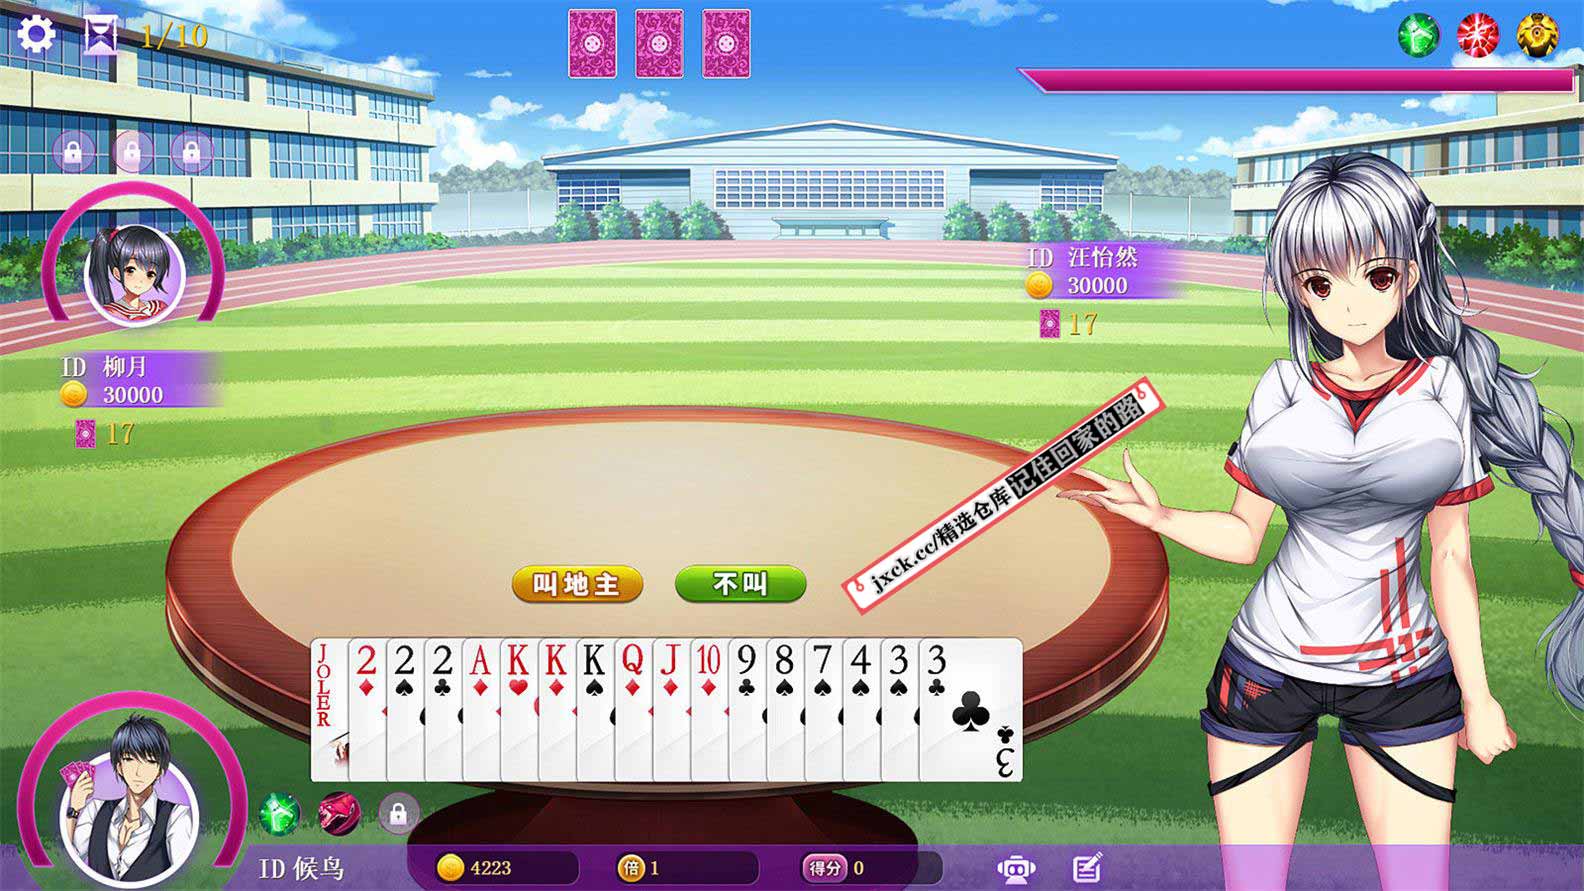 1/10
ID 汪怡然
30000
17
ID 柳月
30000
17
jxck.cc/精选仓库记住回家的路
叫地主
不叫
JOLER 2 2 2 A K K K Q J 10 9 8 7 4 3 3
3
ID 候鸟
4223
倍 1
得分 0